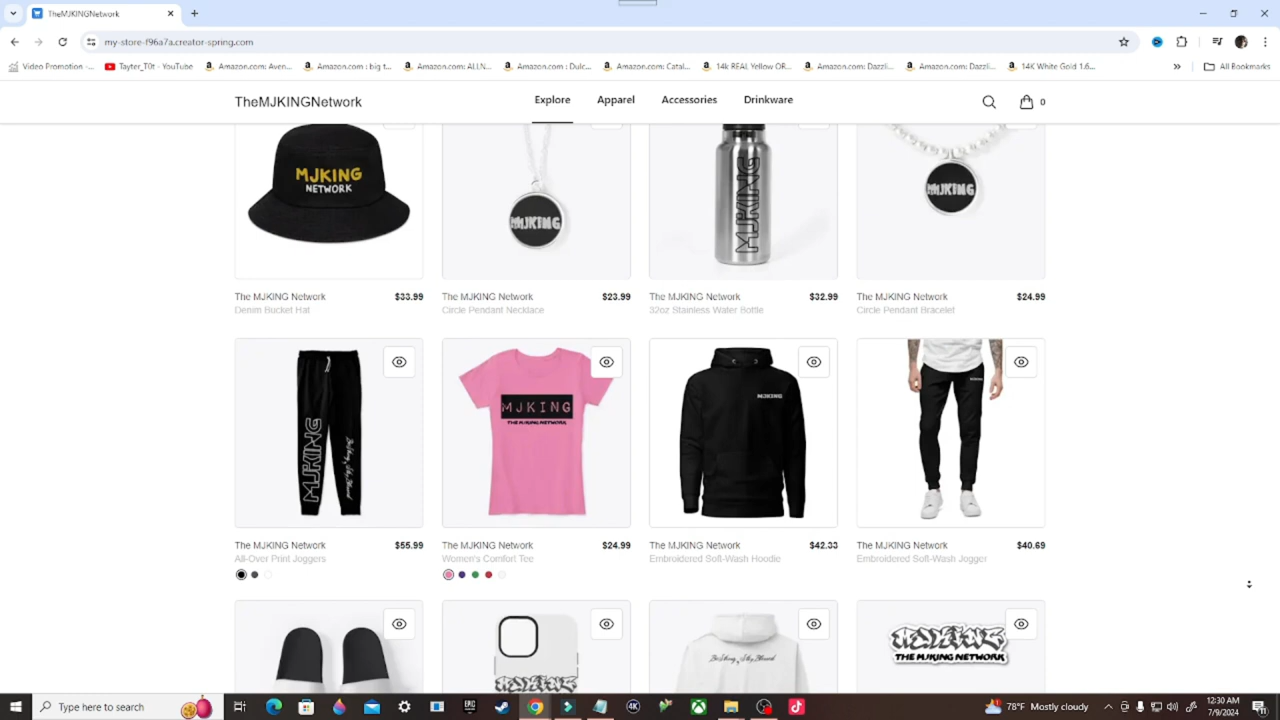 TheMJKINGNetwork
my-store-f96a7a.creator-spring.com
Video Promotion -...
Tayter_T0t - YouTube
Amazon.com: Aven...
Amazon.com : big t...
Amazon.com: ALLN...
Amazon.com : Dulc...
Amazon.com: Catal...
14k REAL Yellow OR...
Amazon.com: Dazzli...
Amazon.com: Dazzli...
14K White Gold 1.6...
All Bookmarks
TheMJKINGNetwork
Explore
Apparel
Accessories
Drinkware
0
MJKING
NETWORK
MJKING
MJKING
MJKING
The MJKING Network $33.99
Denim Bucket Hat
The MJKING Network $23.99
Circle Pendant Necklace
The MJKING Network $32.99
32oz Stainless Water Bottle
The MJKING Network $24.99
Circle Pendant Bracelet
MJKING
MJKING
THE MJKING NETWORK
MJKING
The MJKING Network $55.99
All-Over Print Joggers
The MJKING Network $24.99
Women's Comfort Tee
The MJKING Network $42.33
Embroidered Soft-Wash Hoodie
The MJKING Network $40.69
Embroidered Soft-Wash Jogger
MJKING
MJKING
THE MJKING NETWORK
Type here to search
EPIC
4K
78°F Mostly cloudy
12:30 AM
7/9/2024